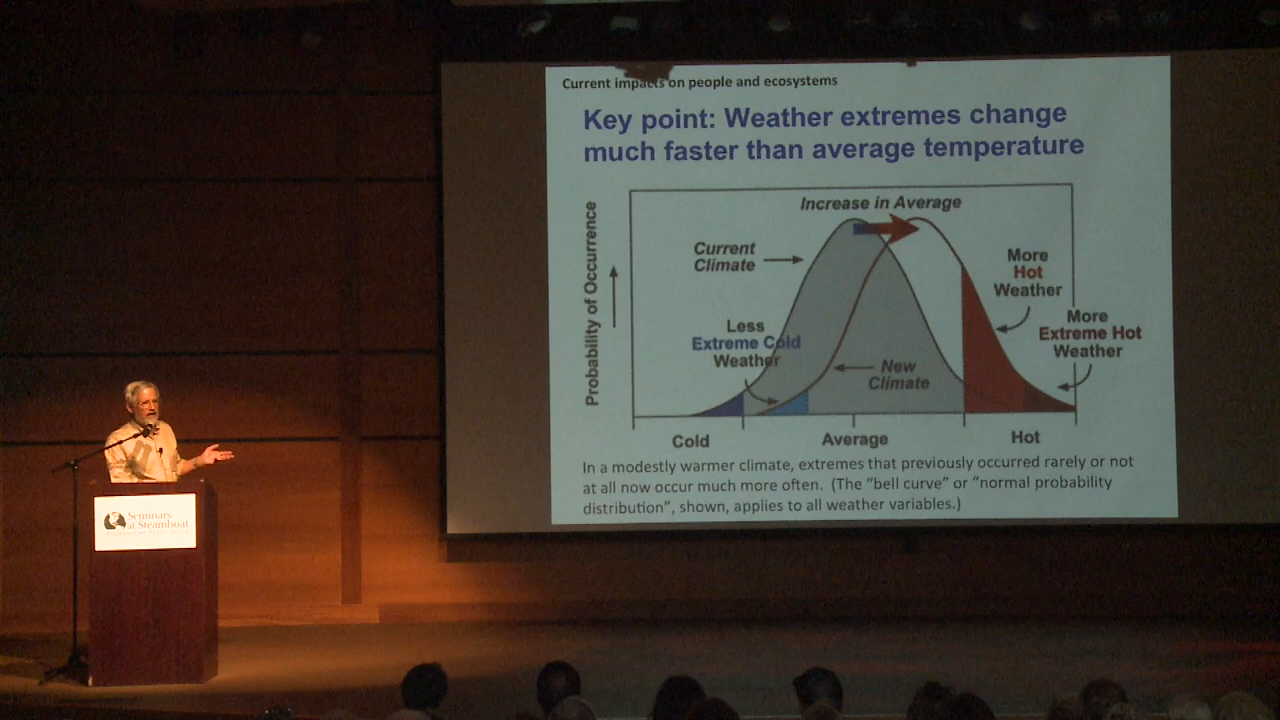 Current impacts on people and ecosystems
Key point: Weather extremes change
much faster than average temperature
Probability of Occurrence
Increase in Average
Current
Climate
More
Hot
Weather
Less
Extreme Cold
Weather
More
Extreme Hot
Weather
New
Climate
Cold
Average
Hot
In a modestly warmer climate, extremes that previously occurred rarely or not
at all now occur much more often. (The “bell curve” or “normal probability
distribution”, shown, applies to all weather variables.)
Seminars
at Steamboat